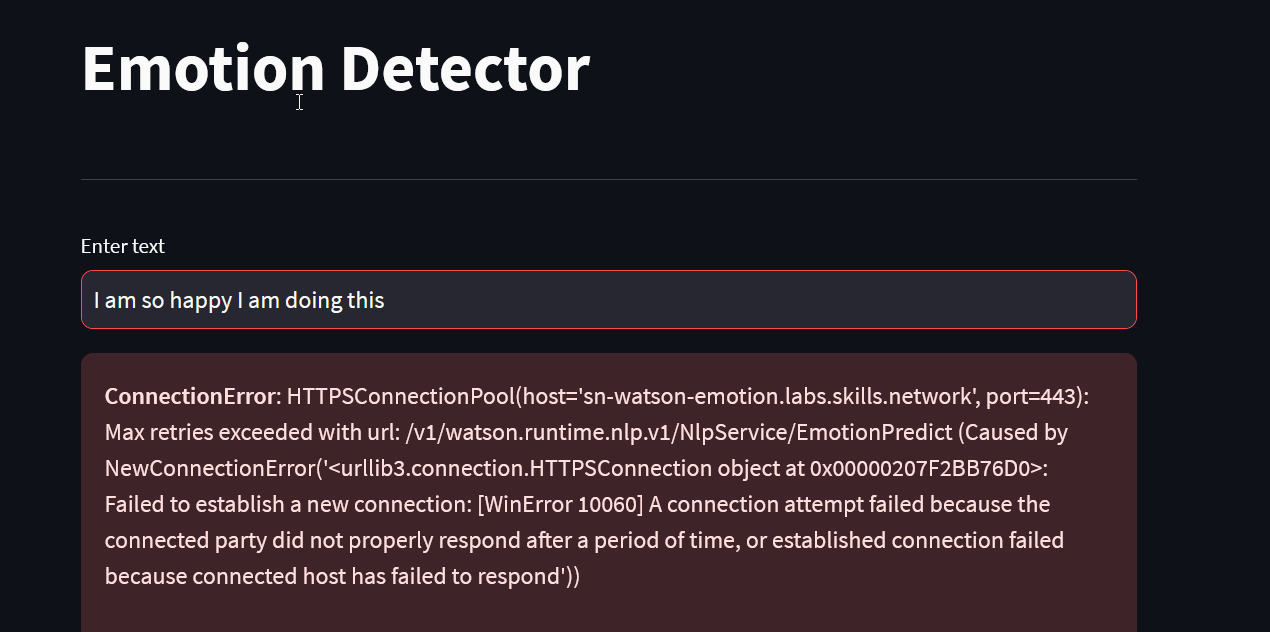 Emotion Detector
Enter text
I am so happy I am doing this
ConnectionError: HTTPSConnectionPool(host='sn-watson-emotion.labs.skills.network', port=443):
Max retries exceeded with url: /v1/watson.runtime.nlp.v1/NlpService/EmotionPredict (Caused by
NewConnectionError('<urllib3.connection.HTTPSConnection object at 0x00000207F2BB76D0>:
Failed to establish a new connection: [WinError 10060] A connection attempt failed because the
connected party did not properly respond after a period of time, or established connection failed
because connected host has failed to respond'))